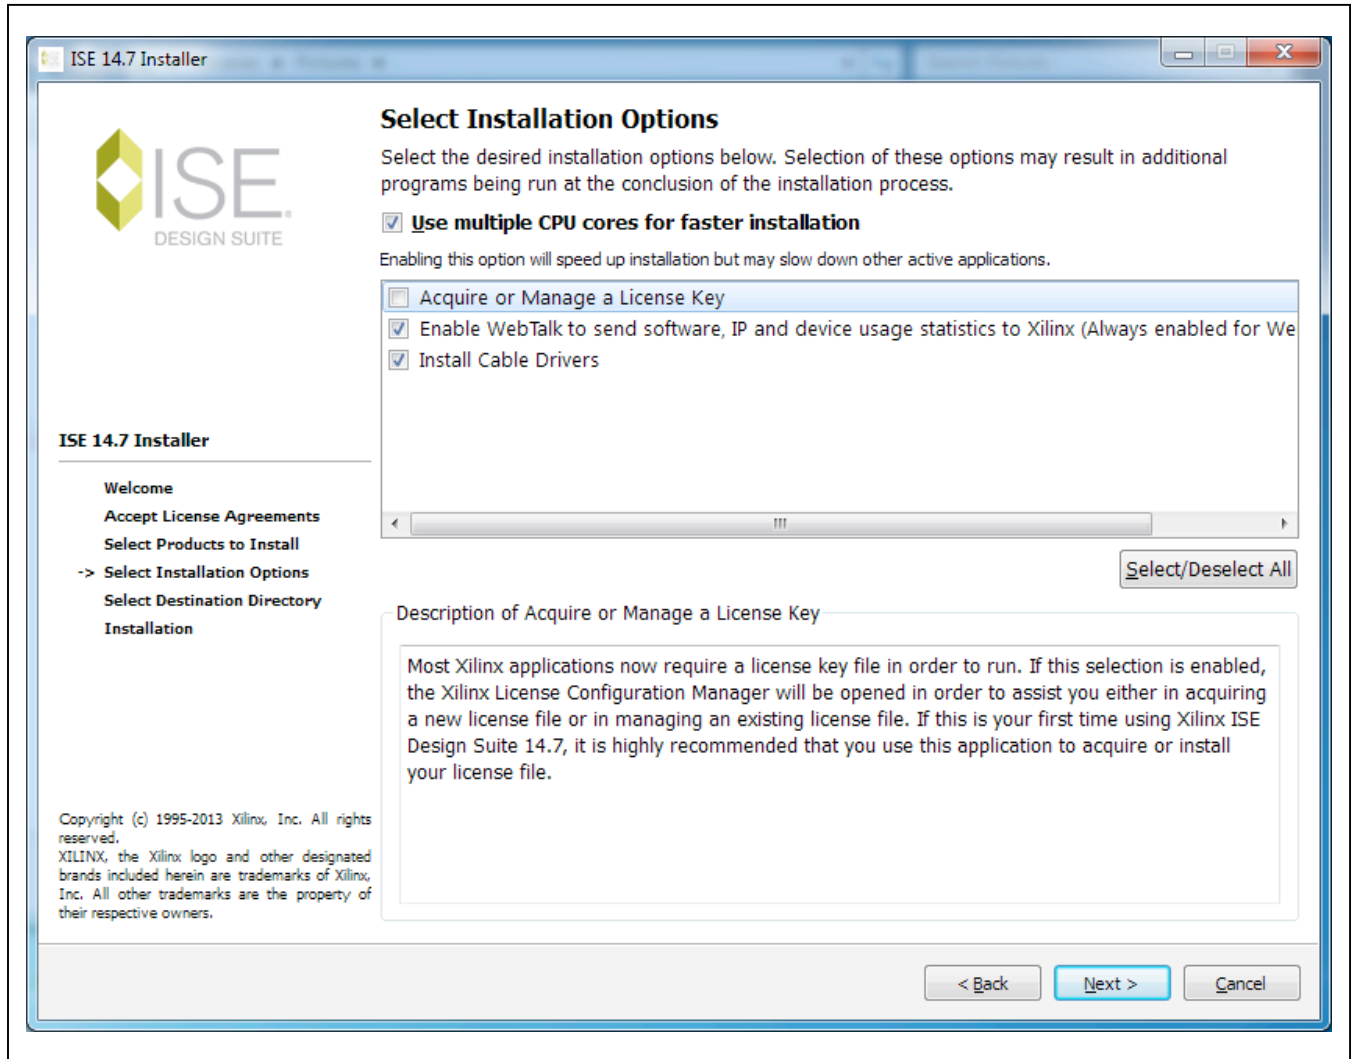 ISE 14.7 Installer
ISE
DESIGN SUITE
Select Installation Options
Select the desired installation options below. Selection of these options may result in additional
programs being run at the conclusion of the installation process.
Use multiple CPU cores for faster installation
Enabling this option will speed up installation but may slow down other active applications.
Acquire or Manage a License Key
Enable WebTalk to send software, IP and device usage statistics to Xilinx (Always enabled for We
Install Cable Drivers
Select/Deselect All
ISE 14.7 Installer
Welcome
Accept License Agreements
Select Products to Install
-> Select Installation Options
Select Destination Directory
Installation
Description of Acquire or Manage a License Key
Most Xilinx applications now require a license key file in order to run. If this selection is enabled,
the Xilinx License Configuration Manager will be opened in order to assist you either in acquiring
a new license file or in managing an existing license file. If this is your first time using Xilinx ISE
Design Suite 14.7, it is highly recommended that you use this application to acquire or install
your license file.
Copyright (c) 1995-2013 Xilinx, Inc. All rights
reserved.
XILINX, the Xilinx logo and other designated
brands included herein are trademarks of Xilinx,
Inc. All other trademarks are the property of
their respective owners.
< Back
Next >
Cancel